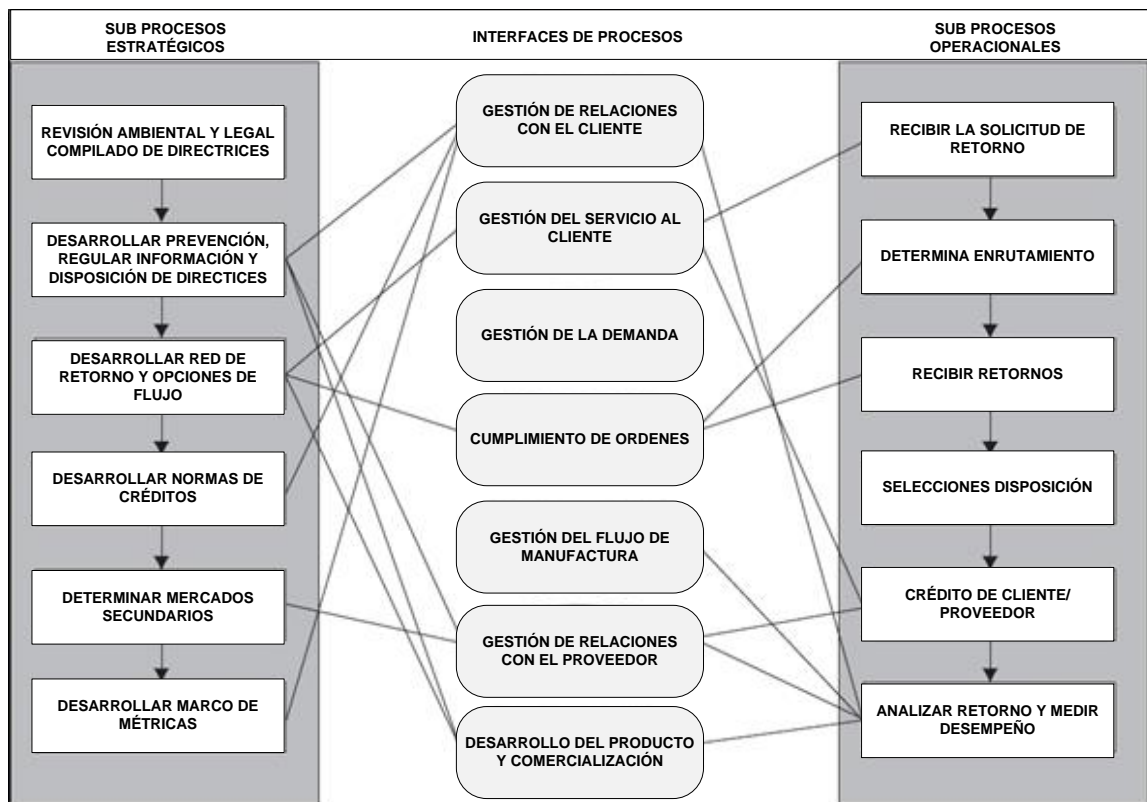 SUB PROCESOS
ESTRATÉGICOS
INTERFACES DE PROCESOS
SUB PROCESOS
OPERACIONALES
REVISIÓN AMBIENTAL Y LEGAL
COMPILADO DE DIRECTRICES
DESARROLLAR PREVENCIÓN,
REGULAR INFORMACIÓN Y
DISPOSICIÓN DE DIRECTICES
DESARROLLAR RED DE
RETORNO Y OPCIONES DE
FLUJO
DESARROLLAR NORMAS DE
CRÉDITOS
DETERMINAR MERCADOS
SECUNDARIOS
DESARROLLAR MARCO DE
MÉTRICAS
GESTIÓN DE RELACIONES
CON EL CLIENTE
GESTIÓN DEL SERVICIO AL
CLIENTE
GESTIÓN DE LA DEMANDA
CUMPLIMIENTO DE ORDENES
GESTIÓN DEL FLUJO DE
MANUFACTURA
GESTIÓN DE RELACIONES
CON EL PROVEEDOR
DESARROLLO DEL PRODUCTO
Y COMERCIALIZACIÓN
RECIBIR LA SOLICITUD DE
RETORNO
DETERMINA ENRUTAMIENTO
RECIBIR RETORNOS
SELECCIONES DISPOSICIÓN
CRÉDITO DE CLIENTE/
PROVEEDOR
ANALIZAR RETORNO Y MEDIR
DESEMPEÑO